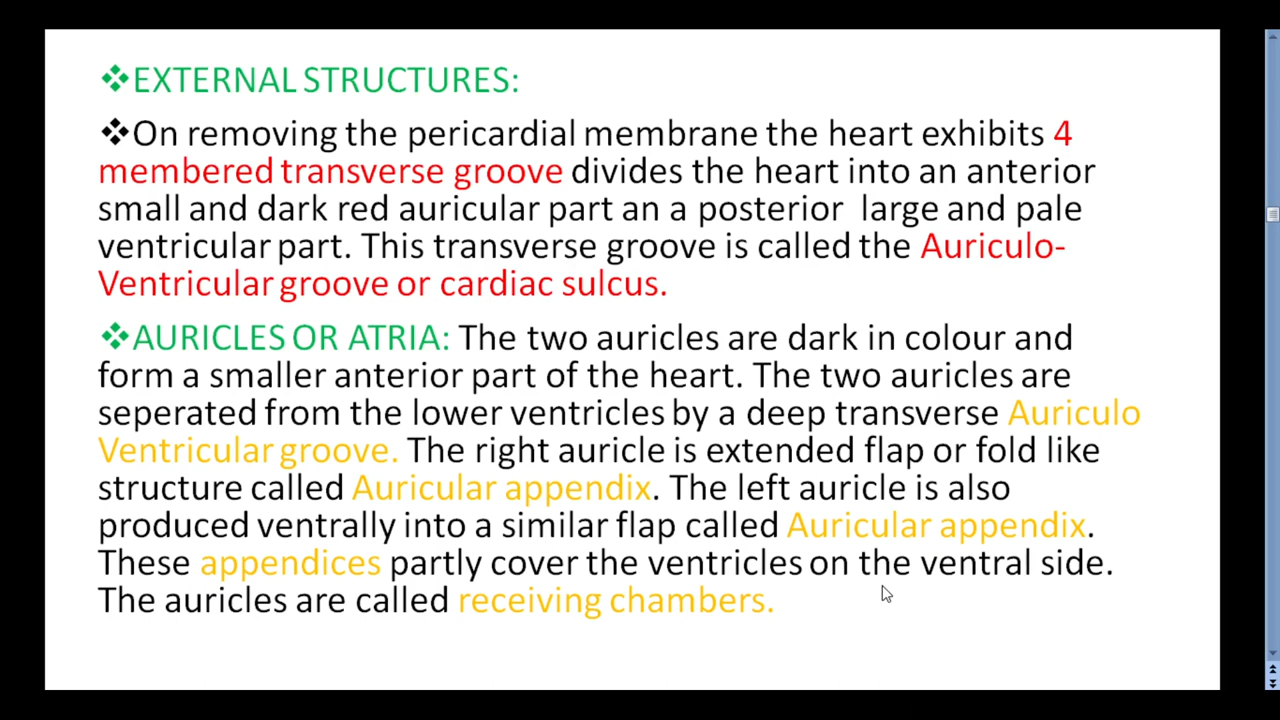 ❖EXTERNAL STRUCTURES:
❖On removing the pericardial membrane the heart exhibits 4
membered transverse groove divides the heart into an anterior
small and dark red auricular part an a posterior large and pale
ventricular part. This transverse groove is called the Auriculo-
Ventricular groove or cardiac sulcus.
❖AURICLES OR ATRIA: The two auricles are dark in colour and
form a smaller anterior part of the heart. The two auricles are
seperated from the lower ventricles by a deep transverse Auriculo
Ventricular groove. The right auricle is extended flap or fold like
structure called Auricular appendix. The left auricle is also
produced ventrally into a similar flap called Auricular appendix.
These appendices partly cover the ventricles on the ventral side.
The auricles are called receiving chambers.